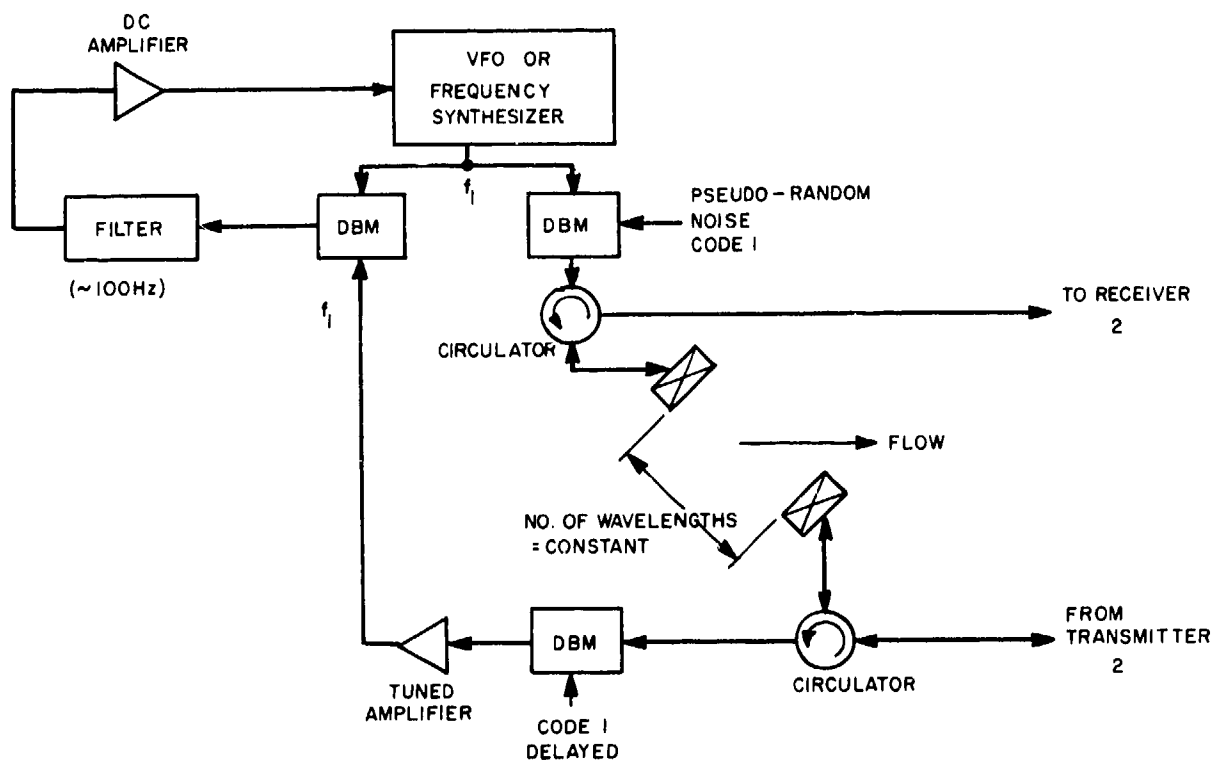 DC
AMPLIFIER
VFO OR
FREQUENCY
SYNTHESIZER
f1
FILTER
(~100Hz)
DBM
DBM
PSEUDO-RANDOM
NOISE
CODE 1
f1
CIRCULATOR
TO RECEIVER
2
FLOW
NO. OF WAVELENGTHS
= CONSTANT
DBM
TUNED
AMPLIFIER
CODE 1
DELAYED
CIRCULATOR
FROM
TRANSMITTER
2